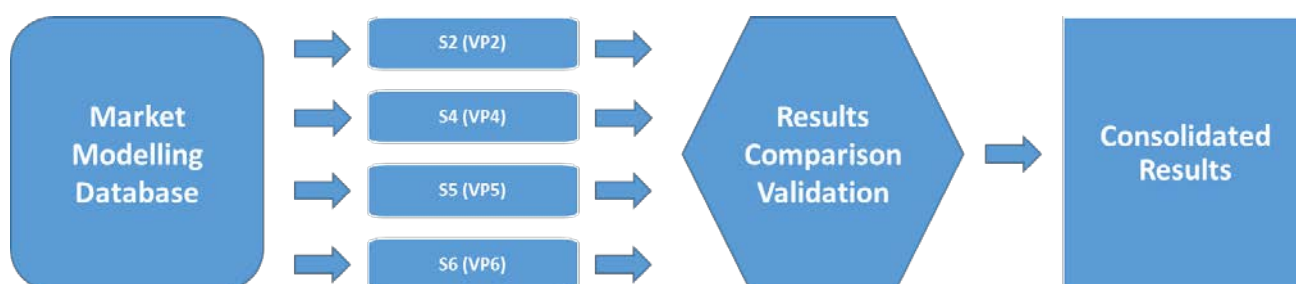 Market
Modelling
Database
S2 (VP2)
S4 (VP4)
S5 (VP5)
S6 (VP6)
Results
Comparison
Validation
Consolidated
Results